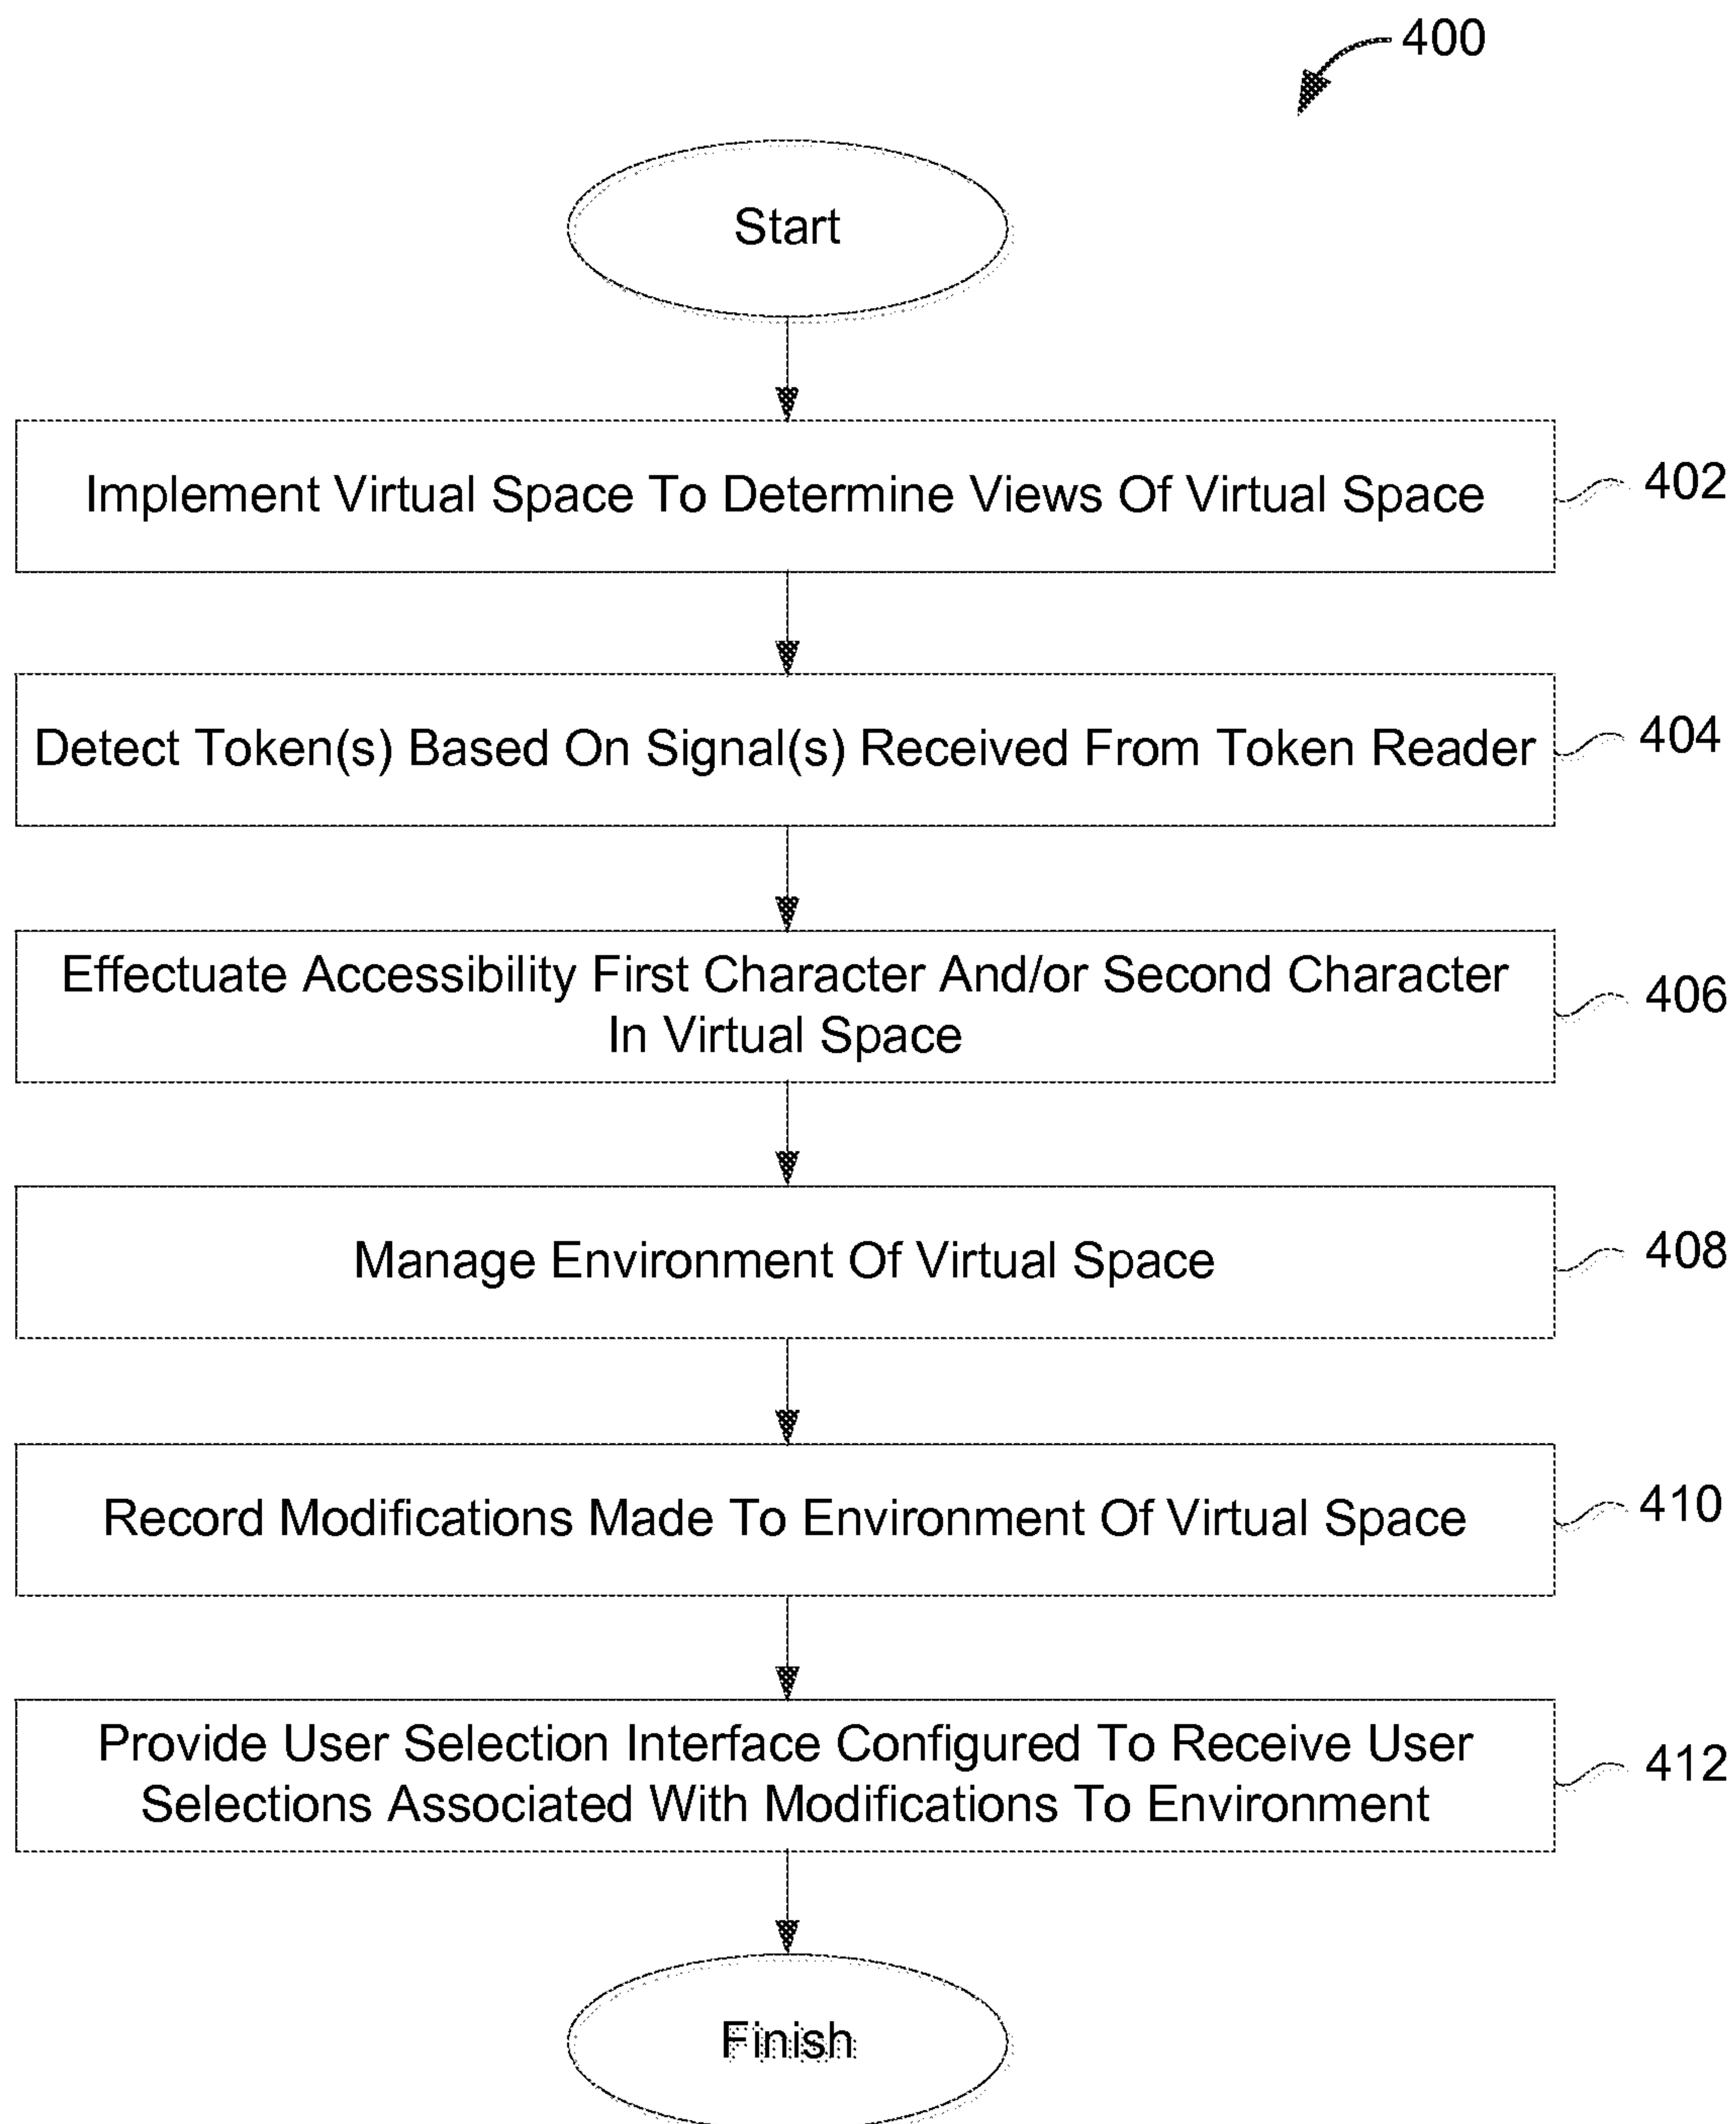 400
Start
Implement Virtual Space To Determine Views Of Virtual Space
402
Detect Token(s) Based On Signal(s) Received From Token Reader
404
Effectuate Accessibility First Character And/or Second Character
In Virtual Space
406
Manage Environment Of Virtual Space
408
Record Modifications Made To Environment Of Virtual Space
410
Provide User Selection Interface Configured To Receive User
Selections Associated With Modifications To Environment
412
Finish